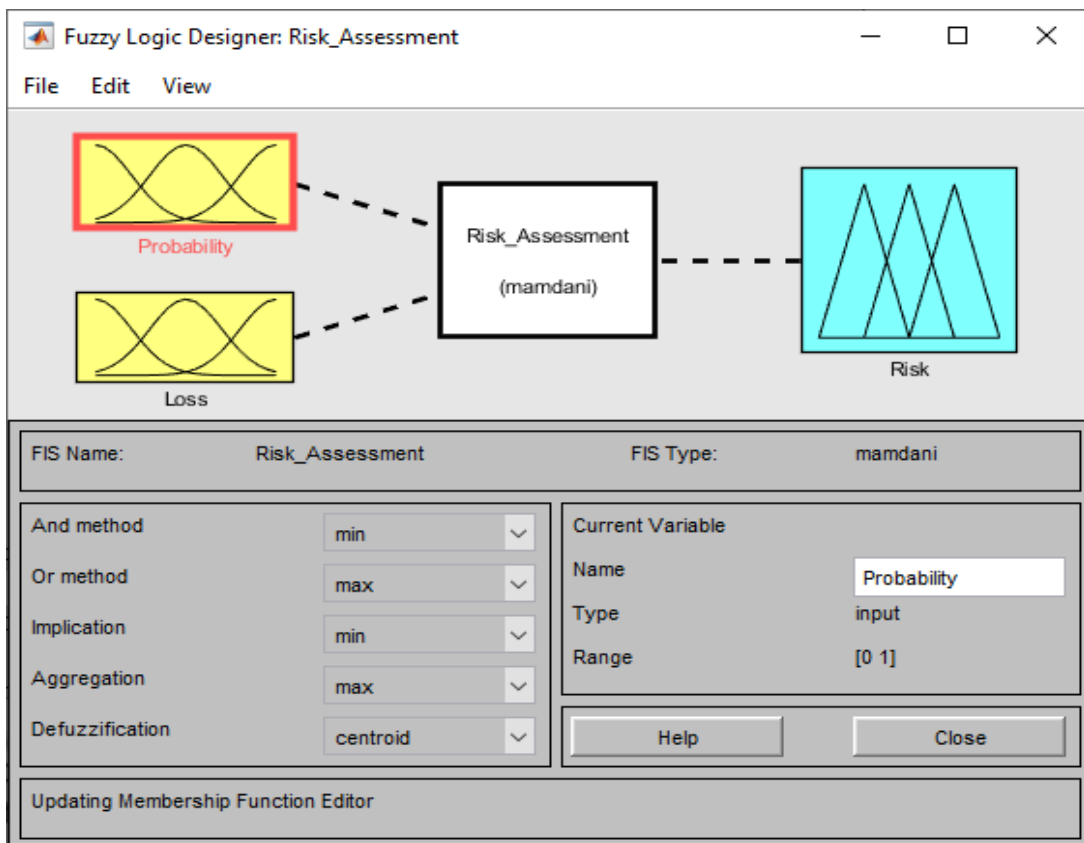 Fuzzy Logic Designer: Risk_Assessment
File Edit View
Probability
Loss
Risk_Assessment
(mamdani)
Risk
FIS Name: Risk_Assessment FIS Type: mamdani
And method min
Or method max
Implication min
Aggregation max
Defuzzification centroid
Current Variable
Name Probability
Type input
Range [0 1]
Help Close
Updating Membership Function Editor